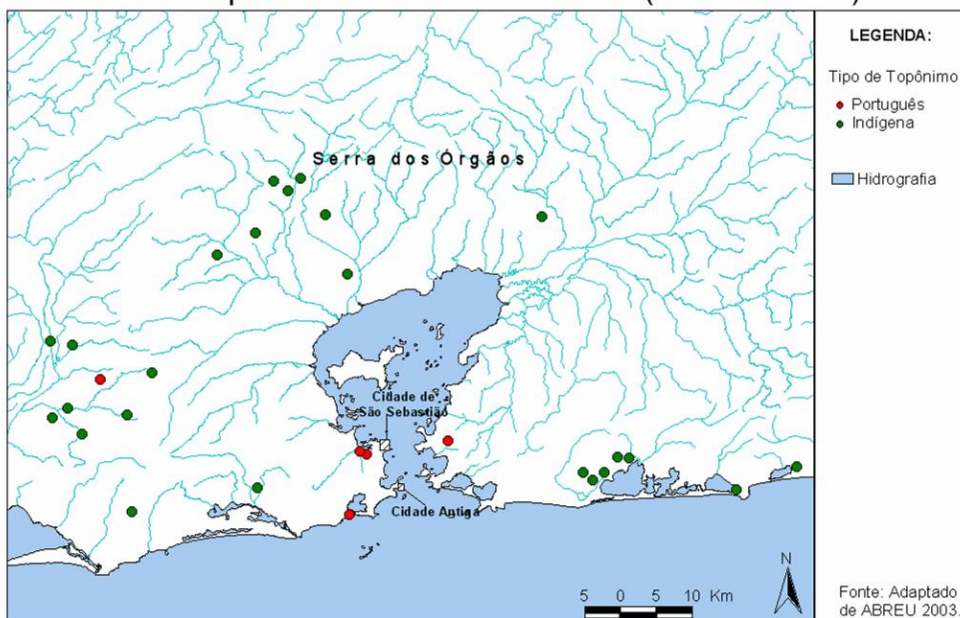 LEGENDA:
Tipo de Topônimo
Português
Indígena
Hidrografia
Serra dos Órgãos
Cidade de
São Sebastião
Cidade Antiga
N
5 0 5 10 Km
Fonte: Adaptado
de ABREU 2003.